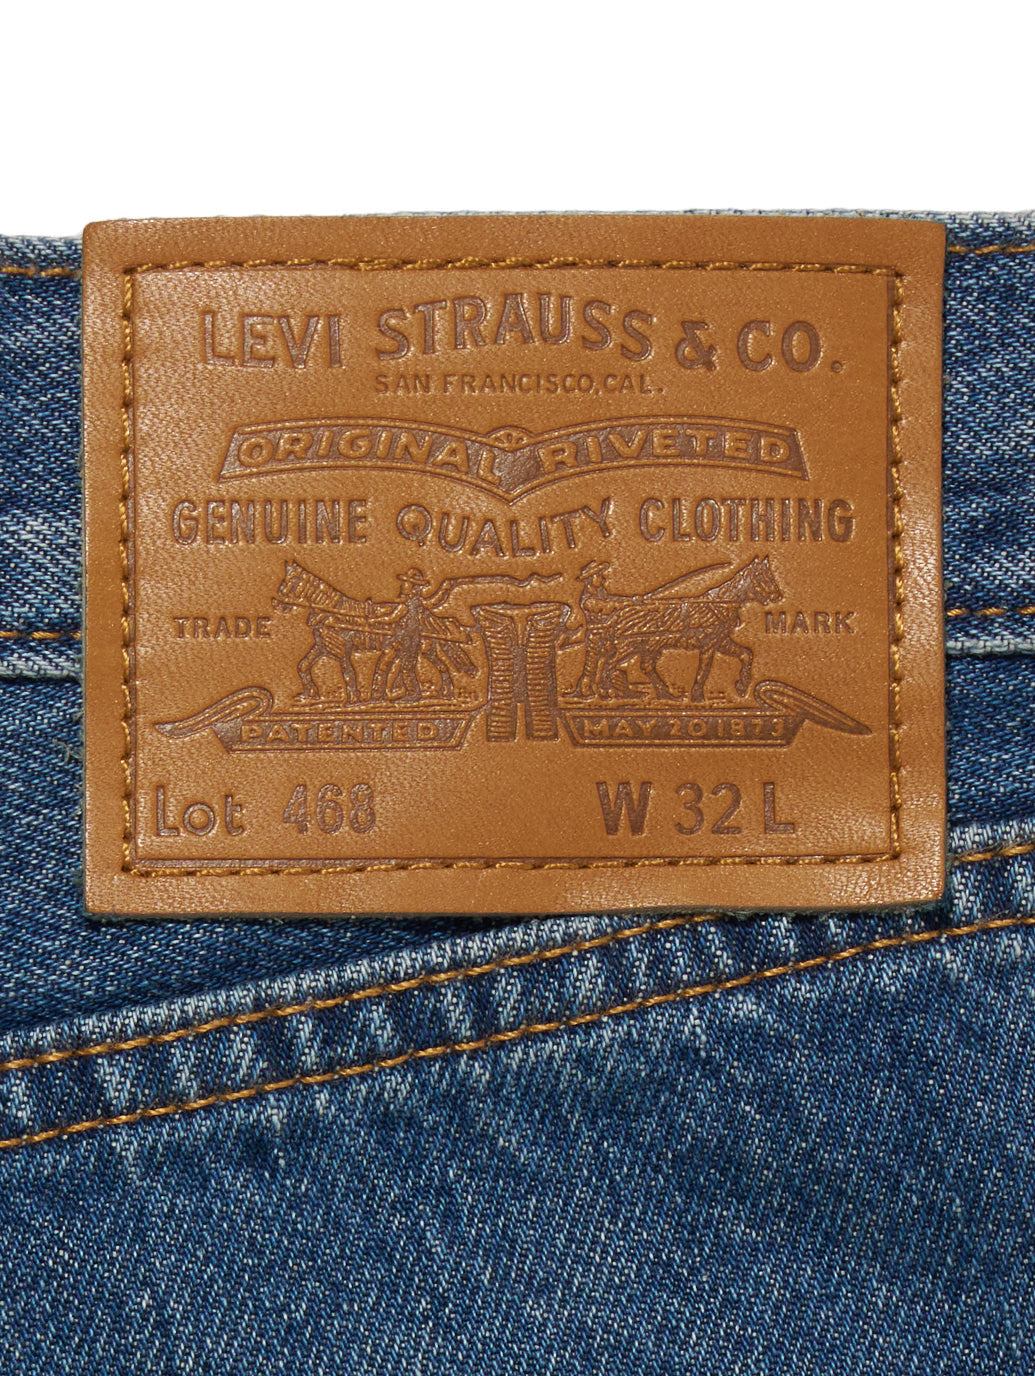 LEVI STRAUSS & CO.
SAN FRANCISCO, CAL.
ORIGINAL RIVETED
GENUINE QUALITY CLOTHING
TRADE MARK
PATENTED MAY 20 1873
Lot 468 W 32 L